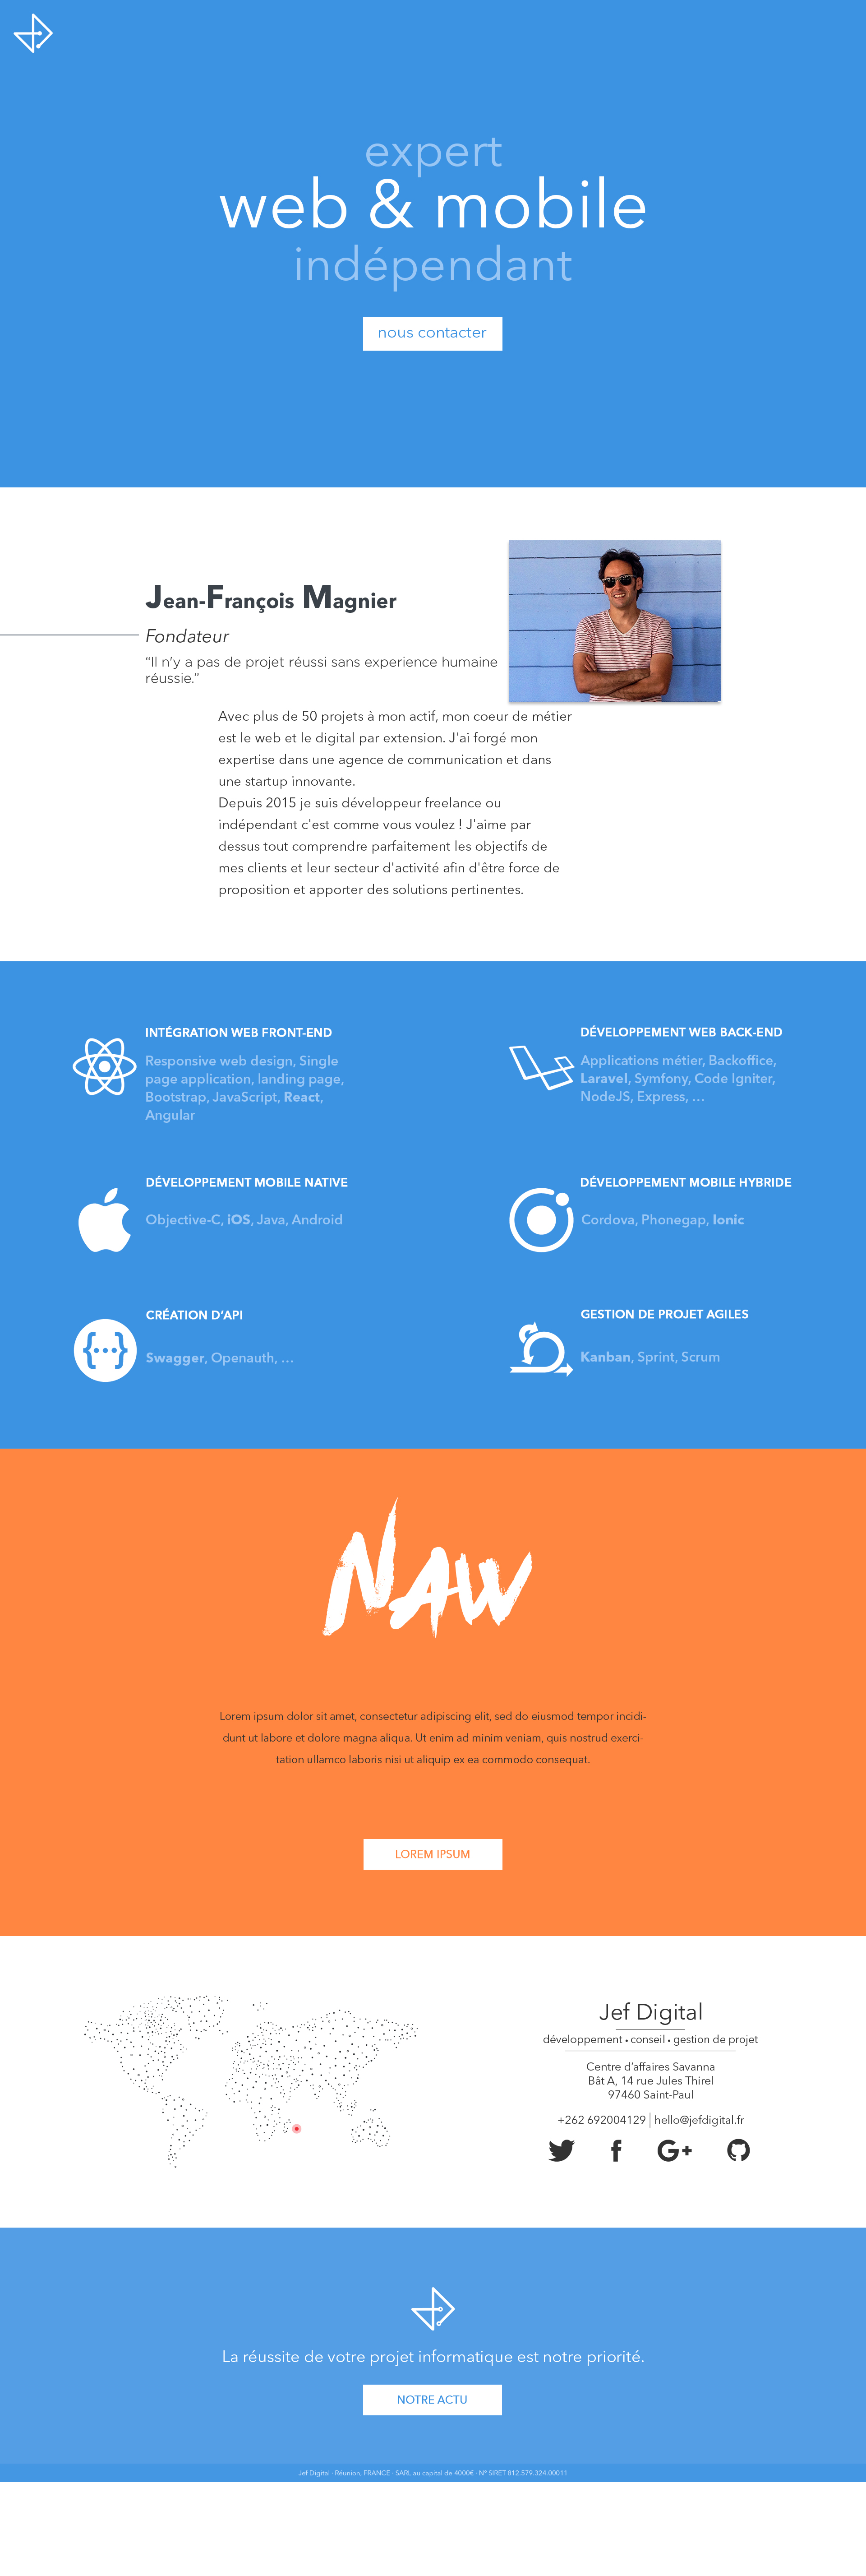 expert
web & mobile
indépendant
nous contacter
Jean-François Magnier
Fondateur
“Il n’y a pas de projet réussi sans experience humaine
réussie.”
Avec plus de 50 projets à mon actif, mon coeur de métier
est le web et le digital par extension. J'ai forgé mon
expertise dans une agence de communication et dans
une startup innovante.
Depuis 2015 je suis développeur freelance ou
indépendant c'est comme vous voulez ! J'aime par
dessus tout comprendre parfaitement les objectifs de
mes clients et leur secteur d'activité afin d'être force de
proposition et apporter des solutions pertinentes.
INTÉGRATION WEB FRONT-END
Responsive web design, Single
page application, landing page,
Bootstrap, JavaScript, React,
Angular
DÉVELOPPEMENT WEB BACK-END
Applications métier, Backoffice,
Laravel, Symfony, Code Igniter,
NodeJS, Express, …
DÉVELOPPEMENT MOBILE NATIVE
Objective-C, iOS, Java, Android
DÉVELOPPEMENT MOBILE HYBRIDE
Cordova, Phonegap, Ionic
CRÉATION D’API
Swagger, Openauth, …
GESTION DE PROJET AGILES
Kanban, Sprint, Scrum
NAW
Lorem ipsum dolor sit amet, consectetur adipiscing elit, sed do eiusmod tempor incidi-
dunt ut labore et dolore magna aliqua. Ut enim ad minim veniam, quis nostrud exerci-
tation ullamco laboris nisi ut aliquip ex ea commodo consequat.
LOREM IPSUM
Jef Digital
développement • conseil • gestion de projet
Centre d’affaires Savanna
Bât A, 14 rue Jules Thirel
97460 Saint-Paul
+262 692004129 | hello@jefdigital.fr
La réussite de votre projet informatique est notre priorité.
NOTRE ACTU
Jef Digital · Réunion, FRANCE · SARL au capital de 4000€ · N° SIRET 812.579.324.00011